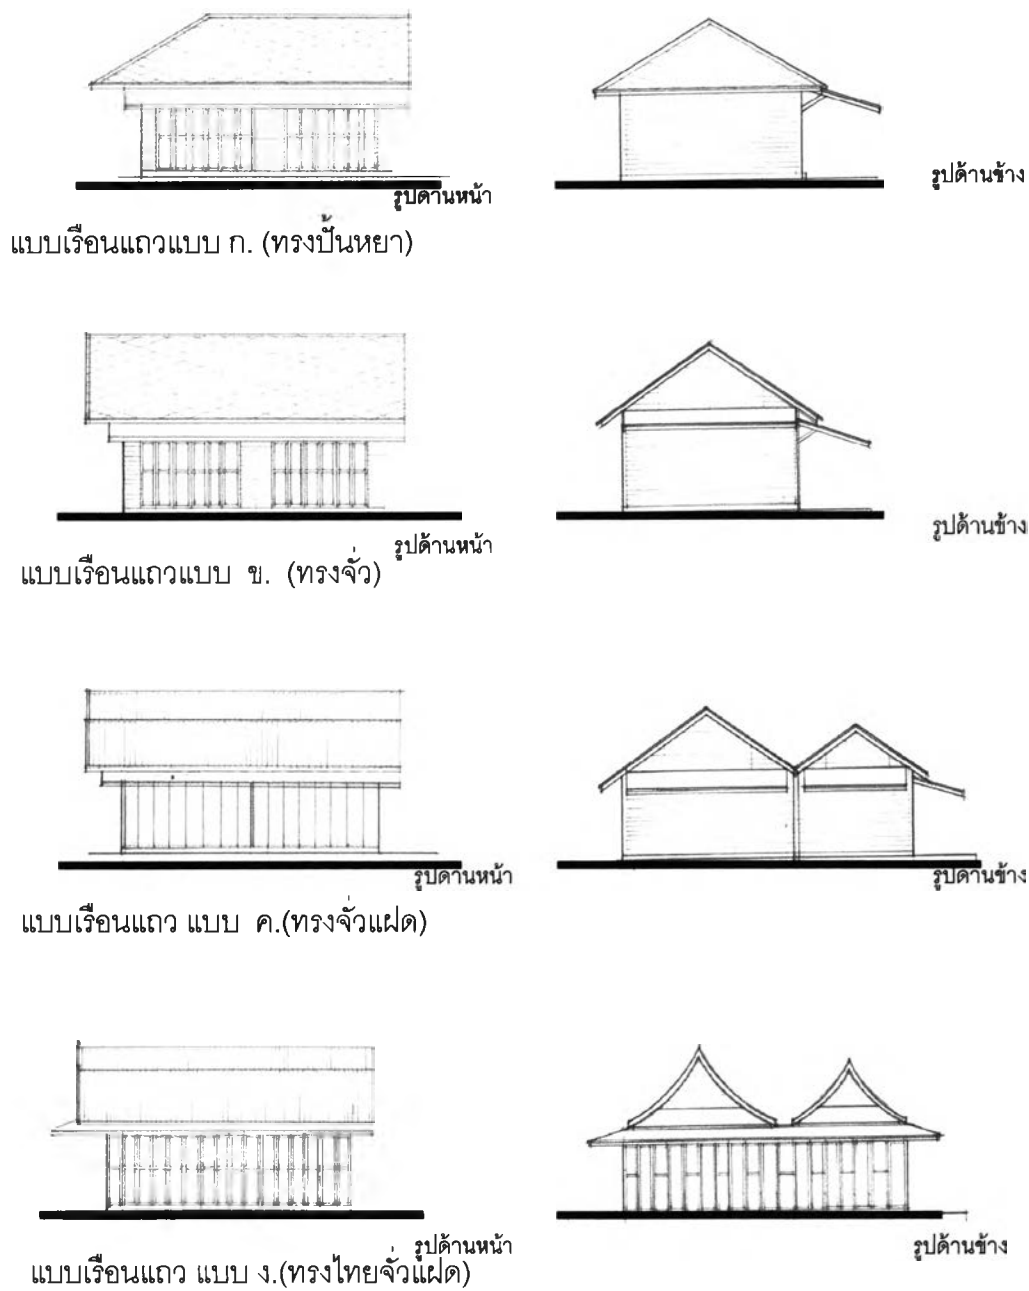 รูปด้านหน้า
รูปด้านข้าง
แบบเรือนแถวแบบ ก. (ทรงปั้นหยา)
รูปด้านหน้า
รูปด้านข้าง
แบบเรือนแถวแบบ ข. (ทรงจั่ว)
รูปด้านหน้า
รูปด้านข้าง
แบบเรือนแถว แบบ ค.(ทรงจั่วแฝด)
รูปด้านหน้า
รูปด้านข้าง
แบบเรือนแถว แบบ ง.(ทรงไทยจั่วแฝด)